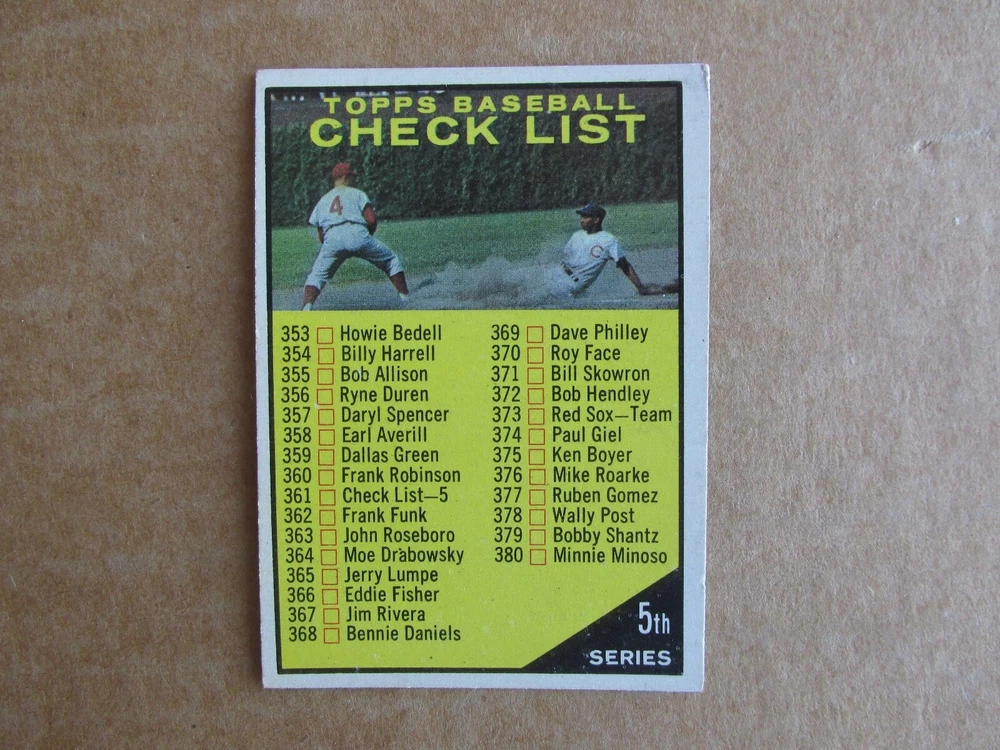 TOPPS BASEBALL
CHECK LIST
4
C
353 Howie Bedell
354 Billy Harrell
355 Bob Allison
356 Ryne Duren
357 Daryl Spencer
358 Earl Averill
359 Dallas Green
360 Frank Robinson
361 Check List—5
362 Frank Funk
363 John Roseboro
364 Moe Drabowsky
365 Jerry Lumpe
366 Eddie Fisher
367 Jim Rivera
368 Bennie Daniels
369 Dave Philley
370 Roy Face
371 Bill Skowron
372 Bob Hendley
373 Red Sox—Team
374 Paul Giel
375 Ken Boyer
376 Mike Roarke
377 Ruben Gomez
378 Wally Post
379 Bobby Shantz
380 Minnie Minoso
5th
SERIES